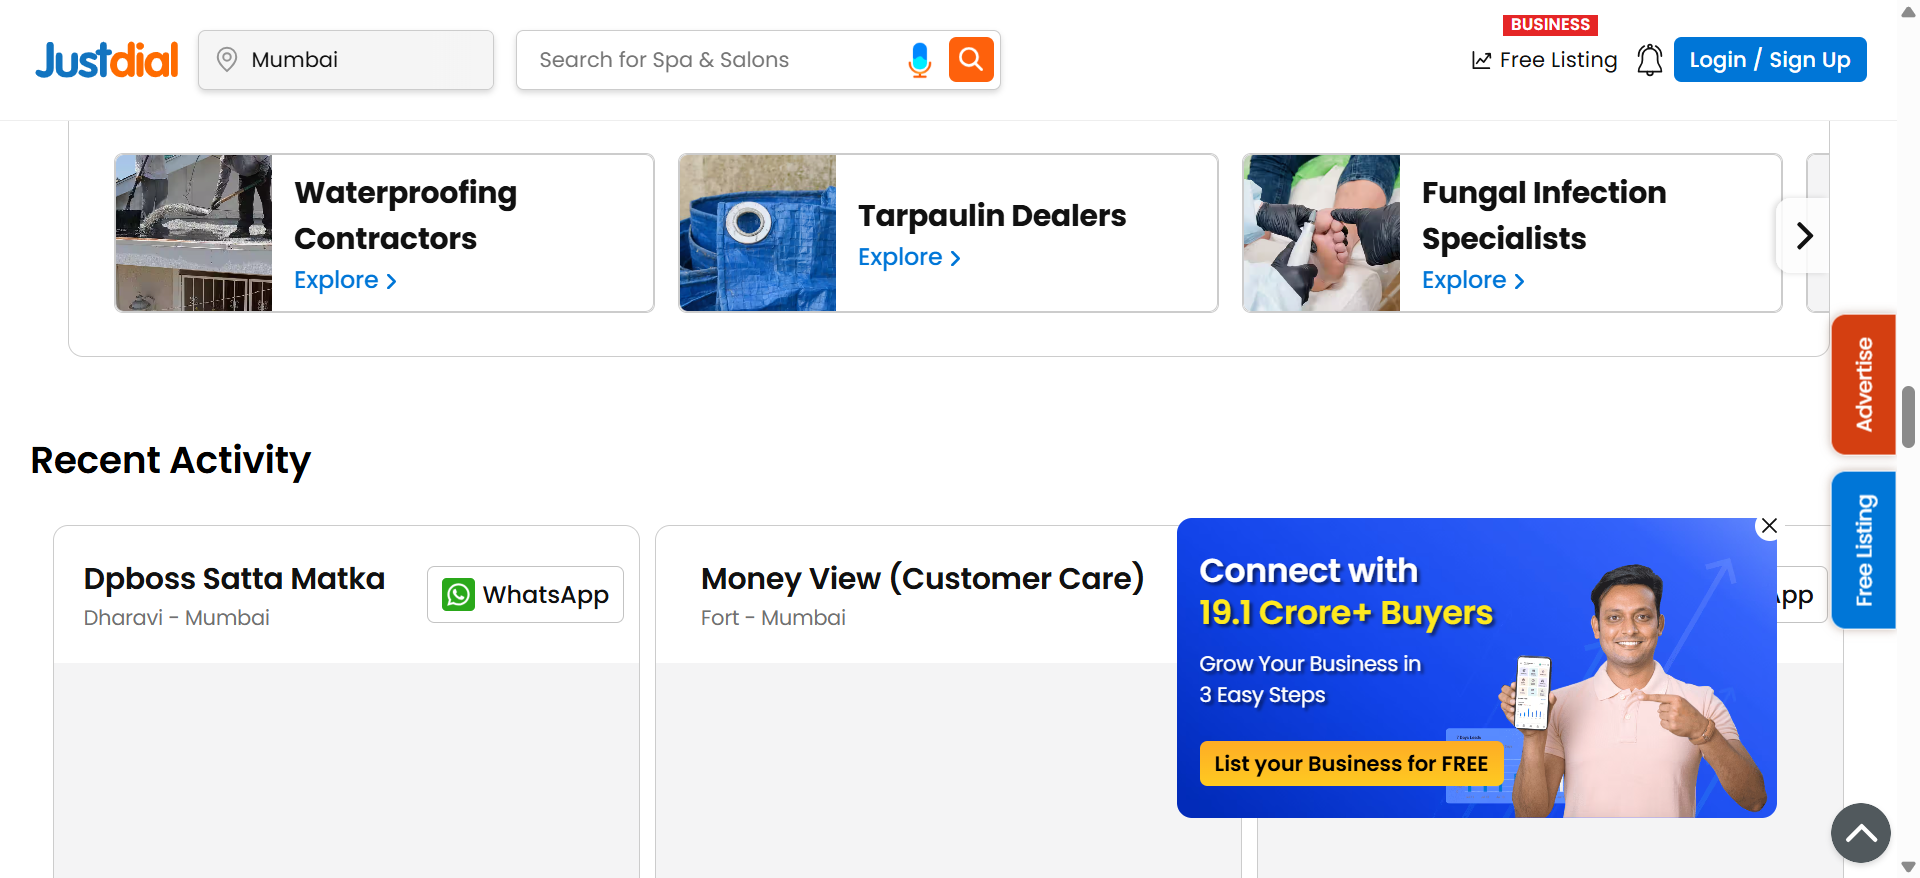 Justdial
Mumbai
Search for Spa & Salons
BUSINESS
Free Listing
Login / Sign Up
Waterproofing
Contractors
Explore
Tarpaulin Dealers
Explore
Fungal Infection
Specialists
Explore
Advertise
Free Listing
Recent Activity
Dpboss Satta Matka
Dharavi - Mumbai
WhatsApp
Money View (Customer Care)
Fort - Mumbai
Connect with
19.1 Crore+ Buyers
Grow Your Business in
3 Easy Steps
List your Business for FREE